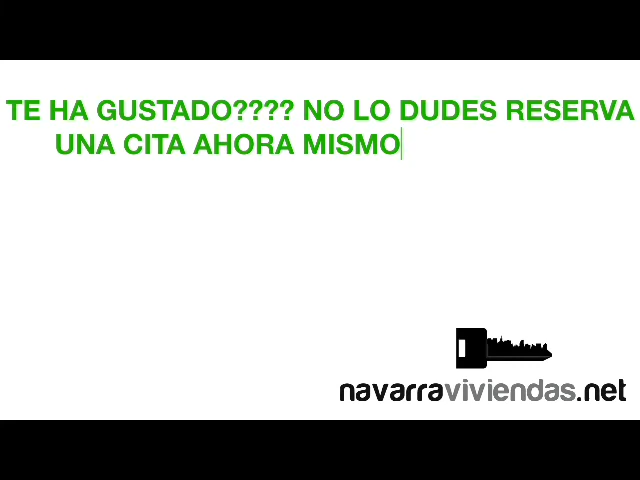 TE HA GUSTADO???? NO LO DUDES RESERVA
UNA CITA AHORA MISMO
navarraviviendas.net